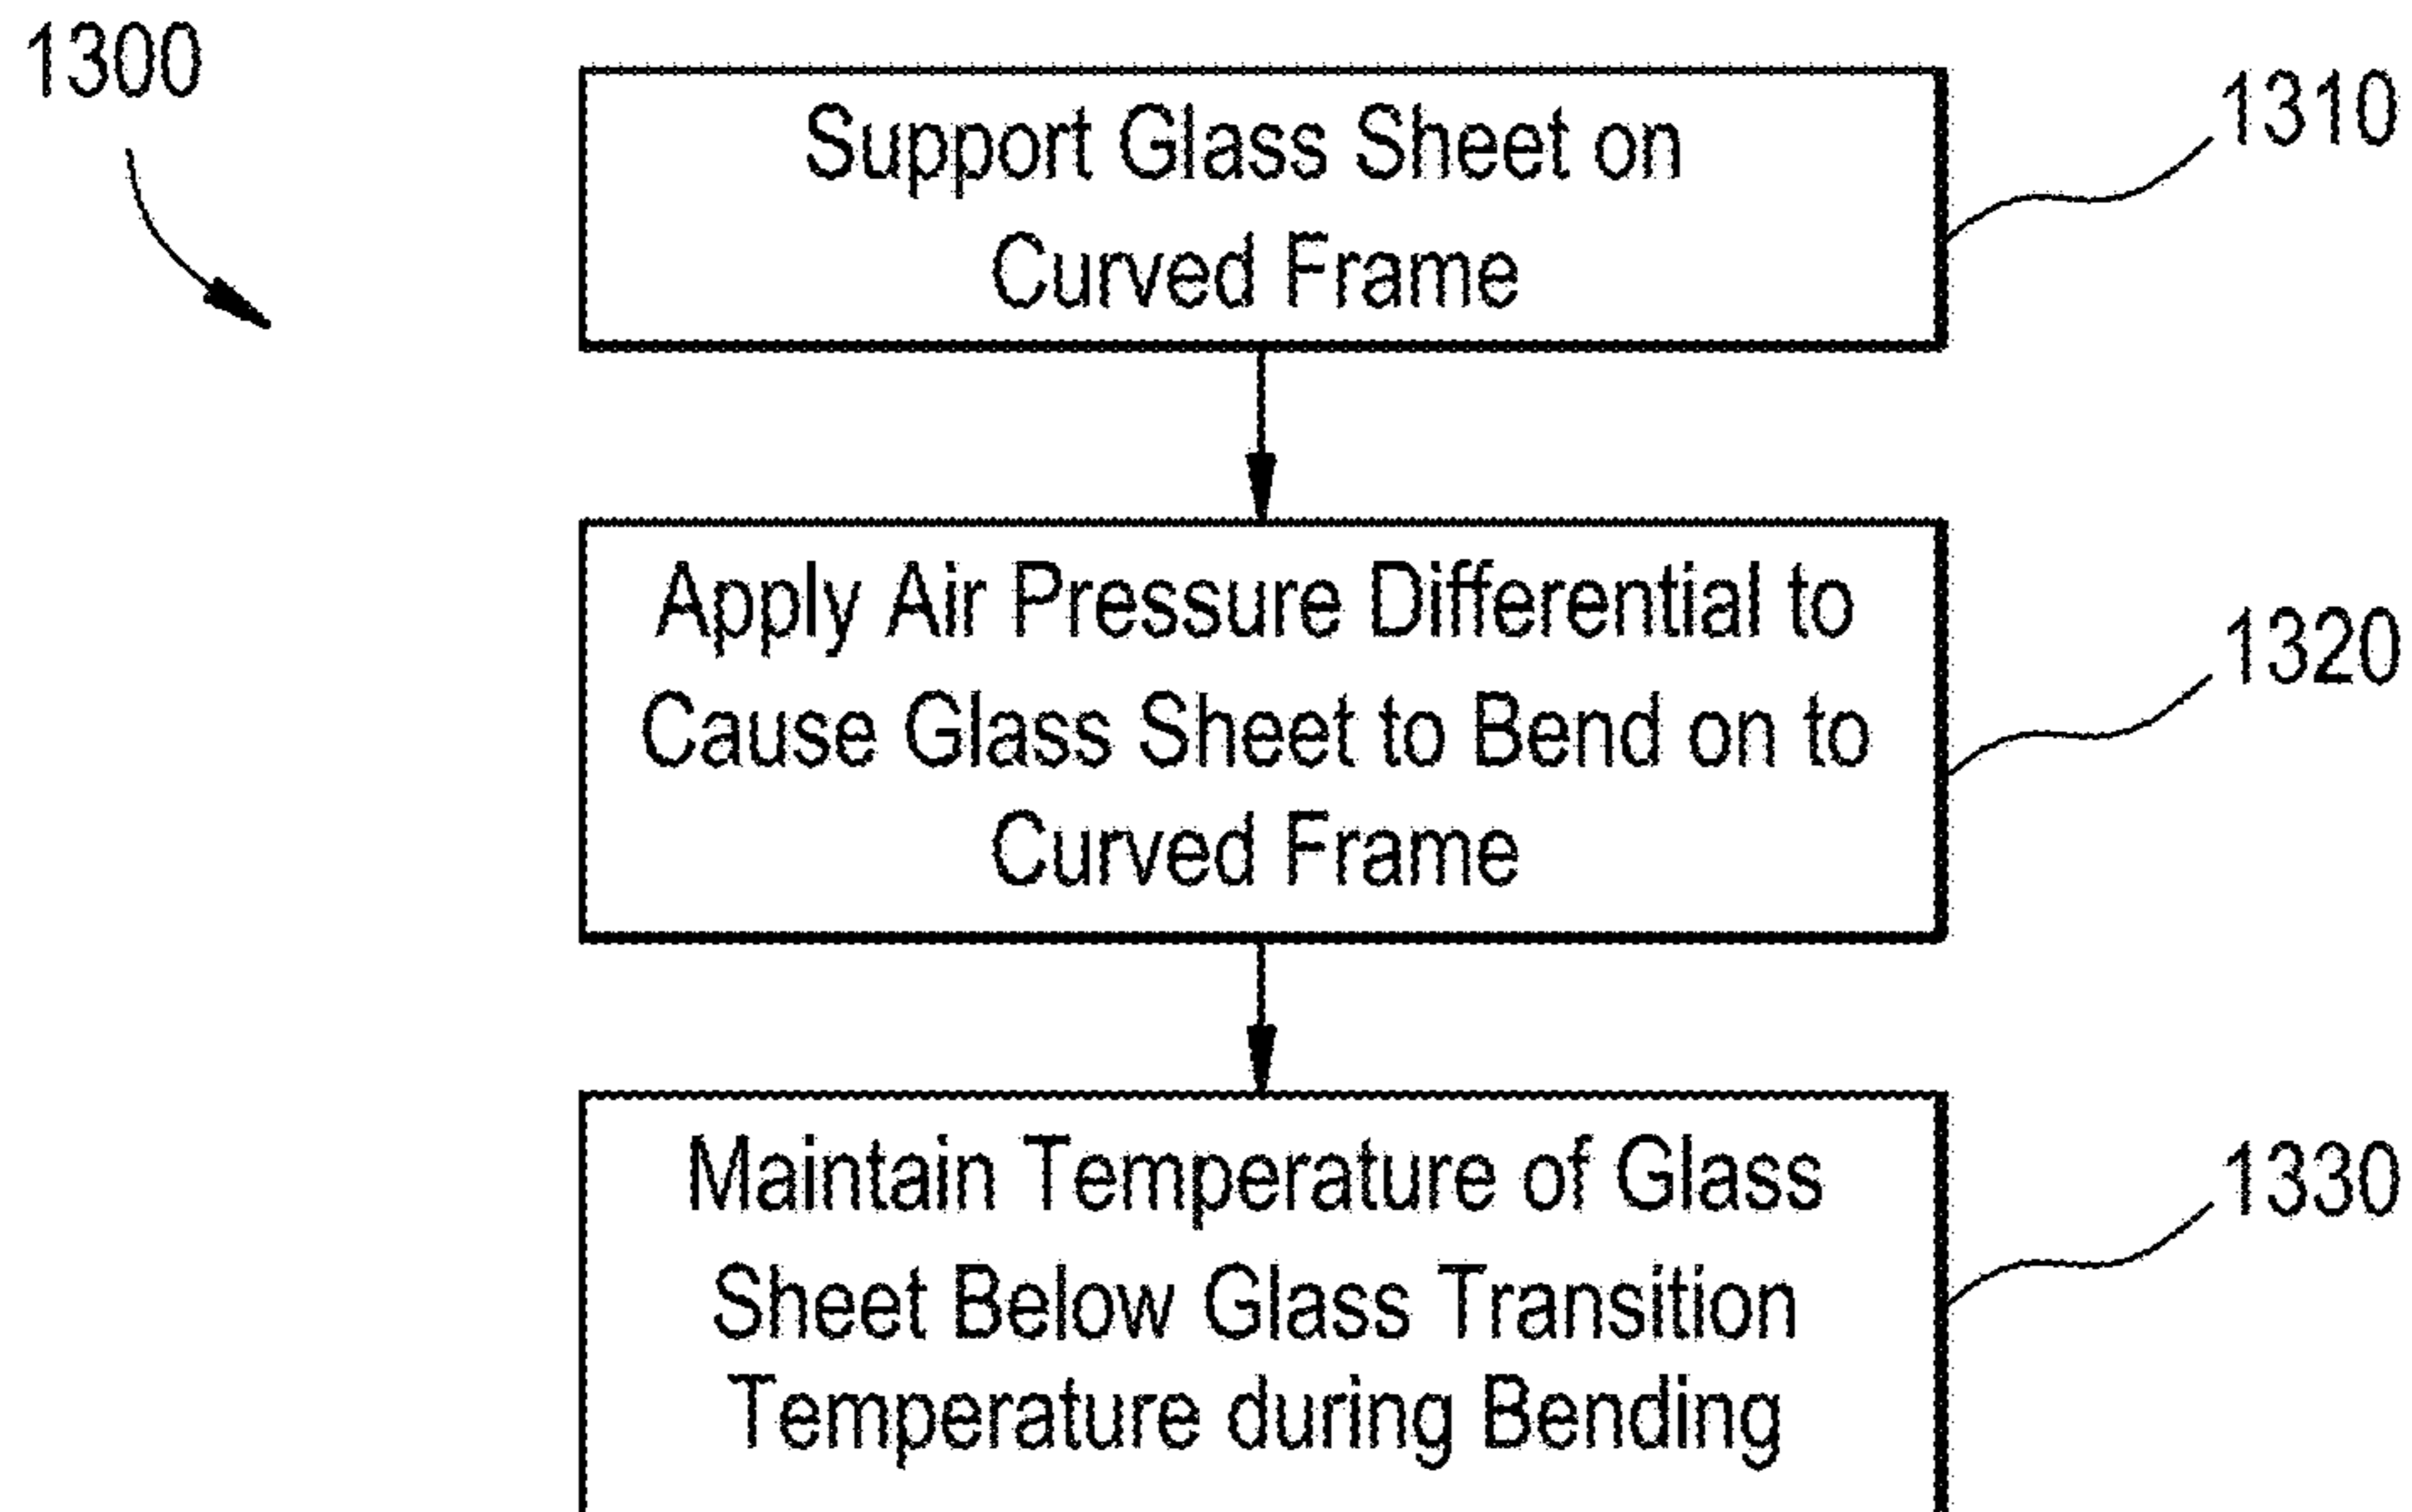 1300
Support Glass Sheet on
Curved Frame
1310
Apply Air Pressure Differential to
Cause Glass Sheet to Bend on to
Curved Frame
1320
Maintain Temperature of Glass
Sheet Below Glass Transition
Temperature during Bending
1330